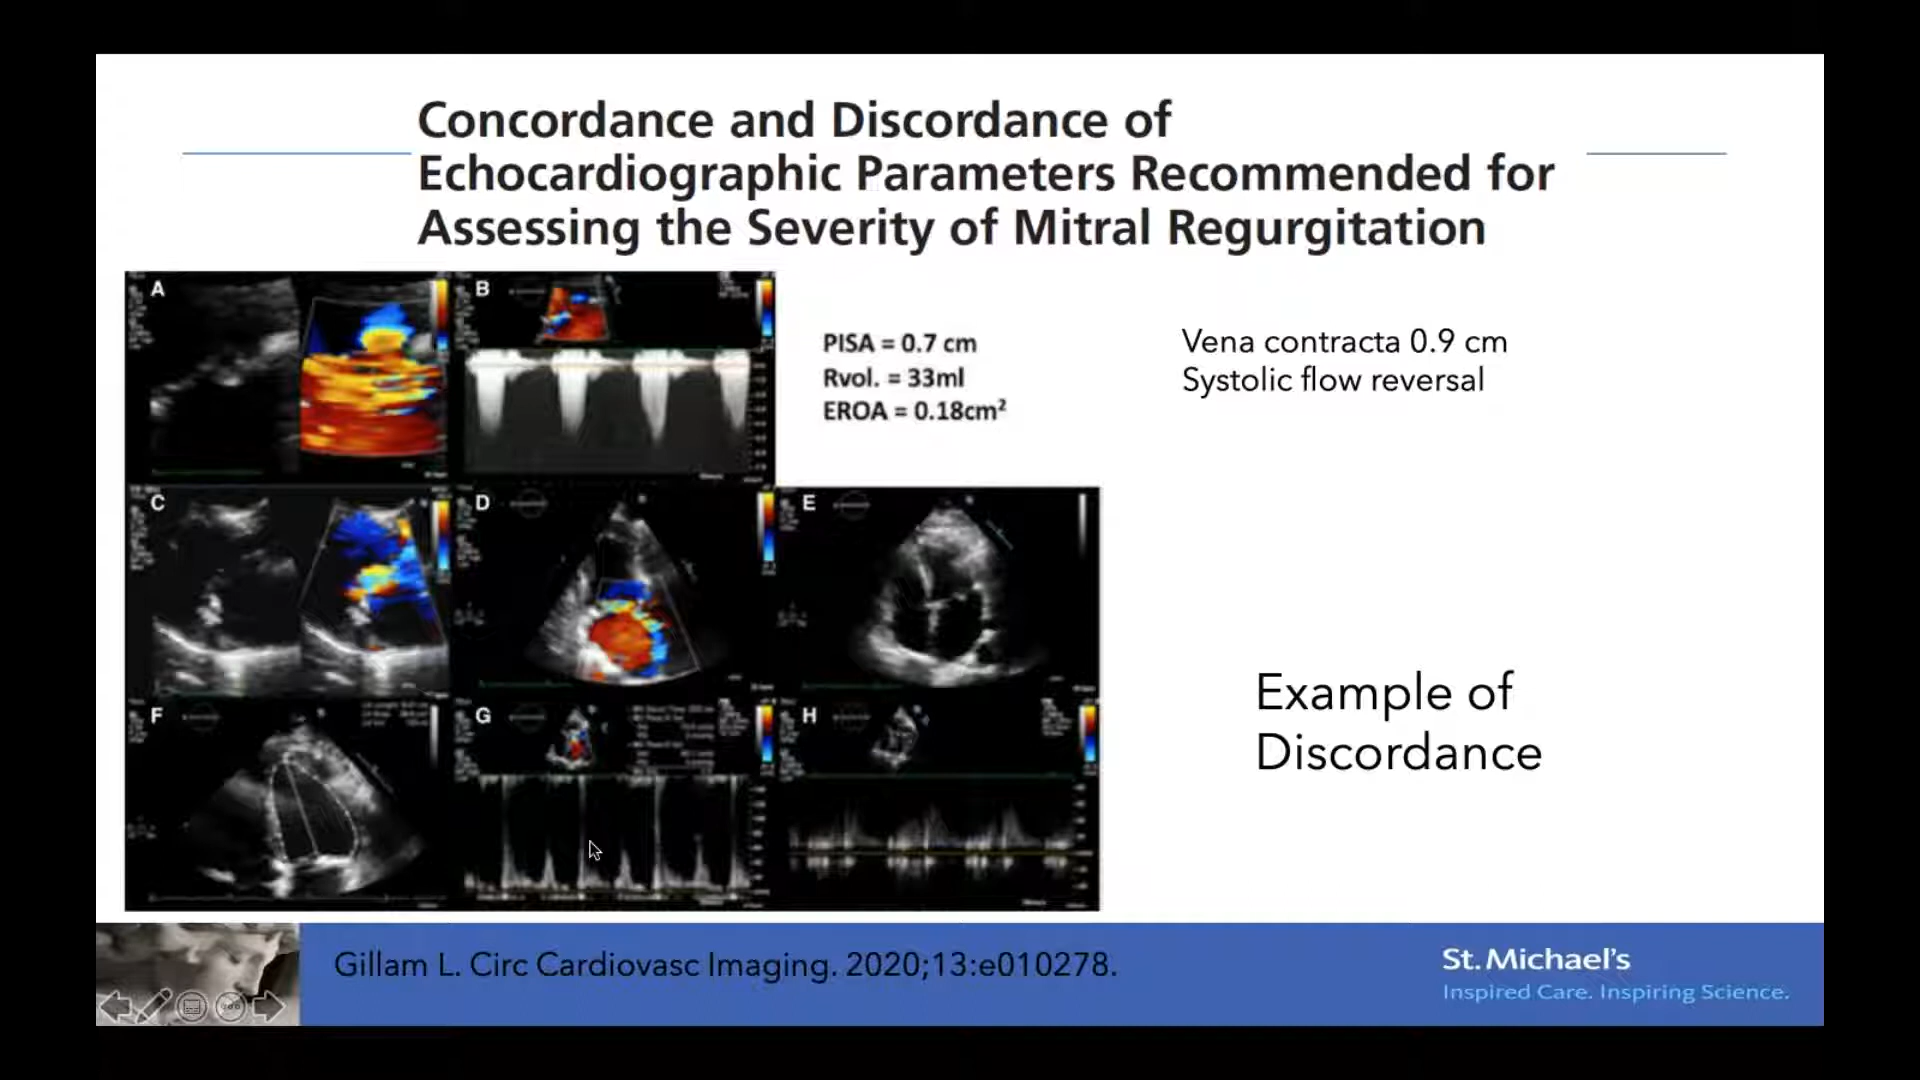 Concordance and Discordance of
Echocardiographic Parameters Recommended for
Assessing the Severity of Mitral Regurgitation
A
B
PISA = 0.7 cm
Rvol. = 33ml
EROA = 0.18cm²
Vena contracta 0.9 cm
Systolic flow reversal
C
D
E
F
G
H
Example of
Discordance
Gillam L. Circ Cardiovasc Imaging. 2020;13:e010278.
St. Michael's
Inspired Care. Inspiring Science.